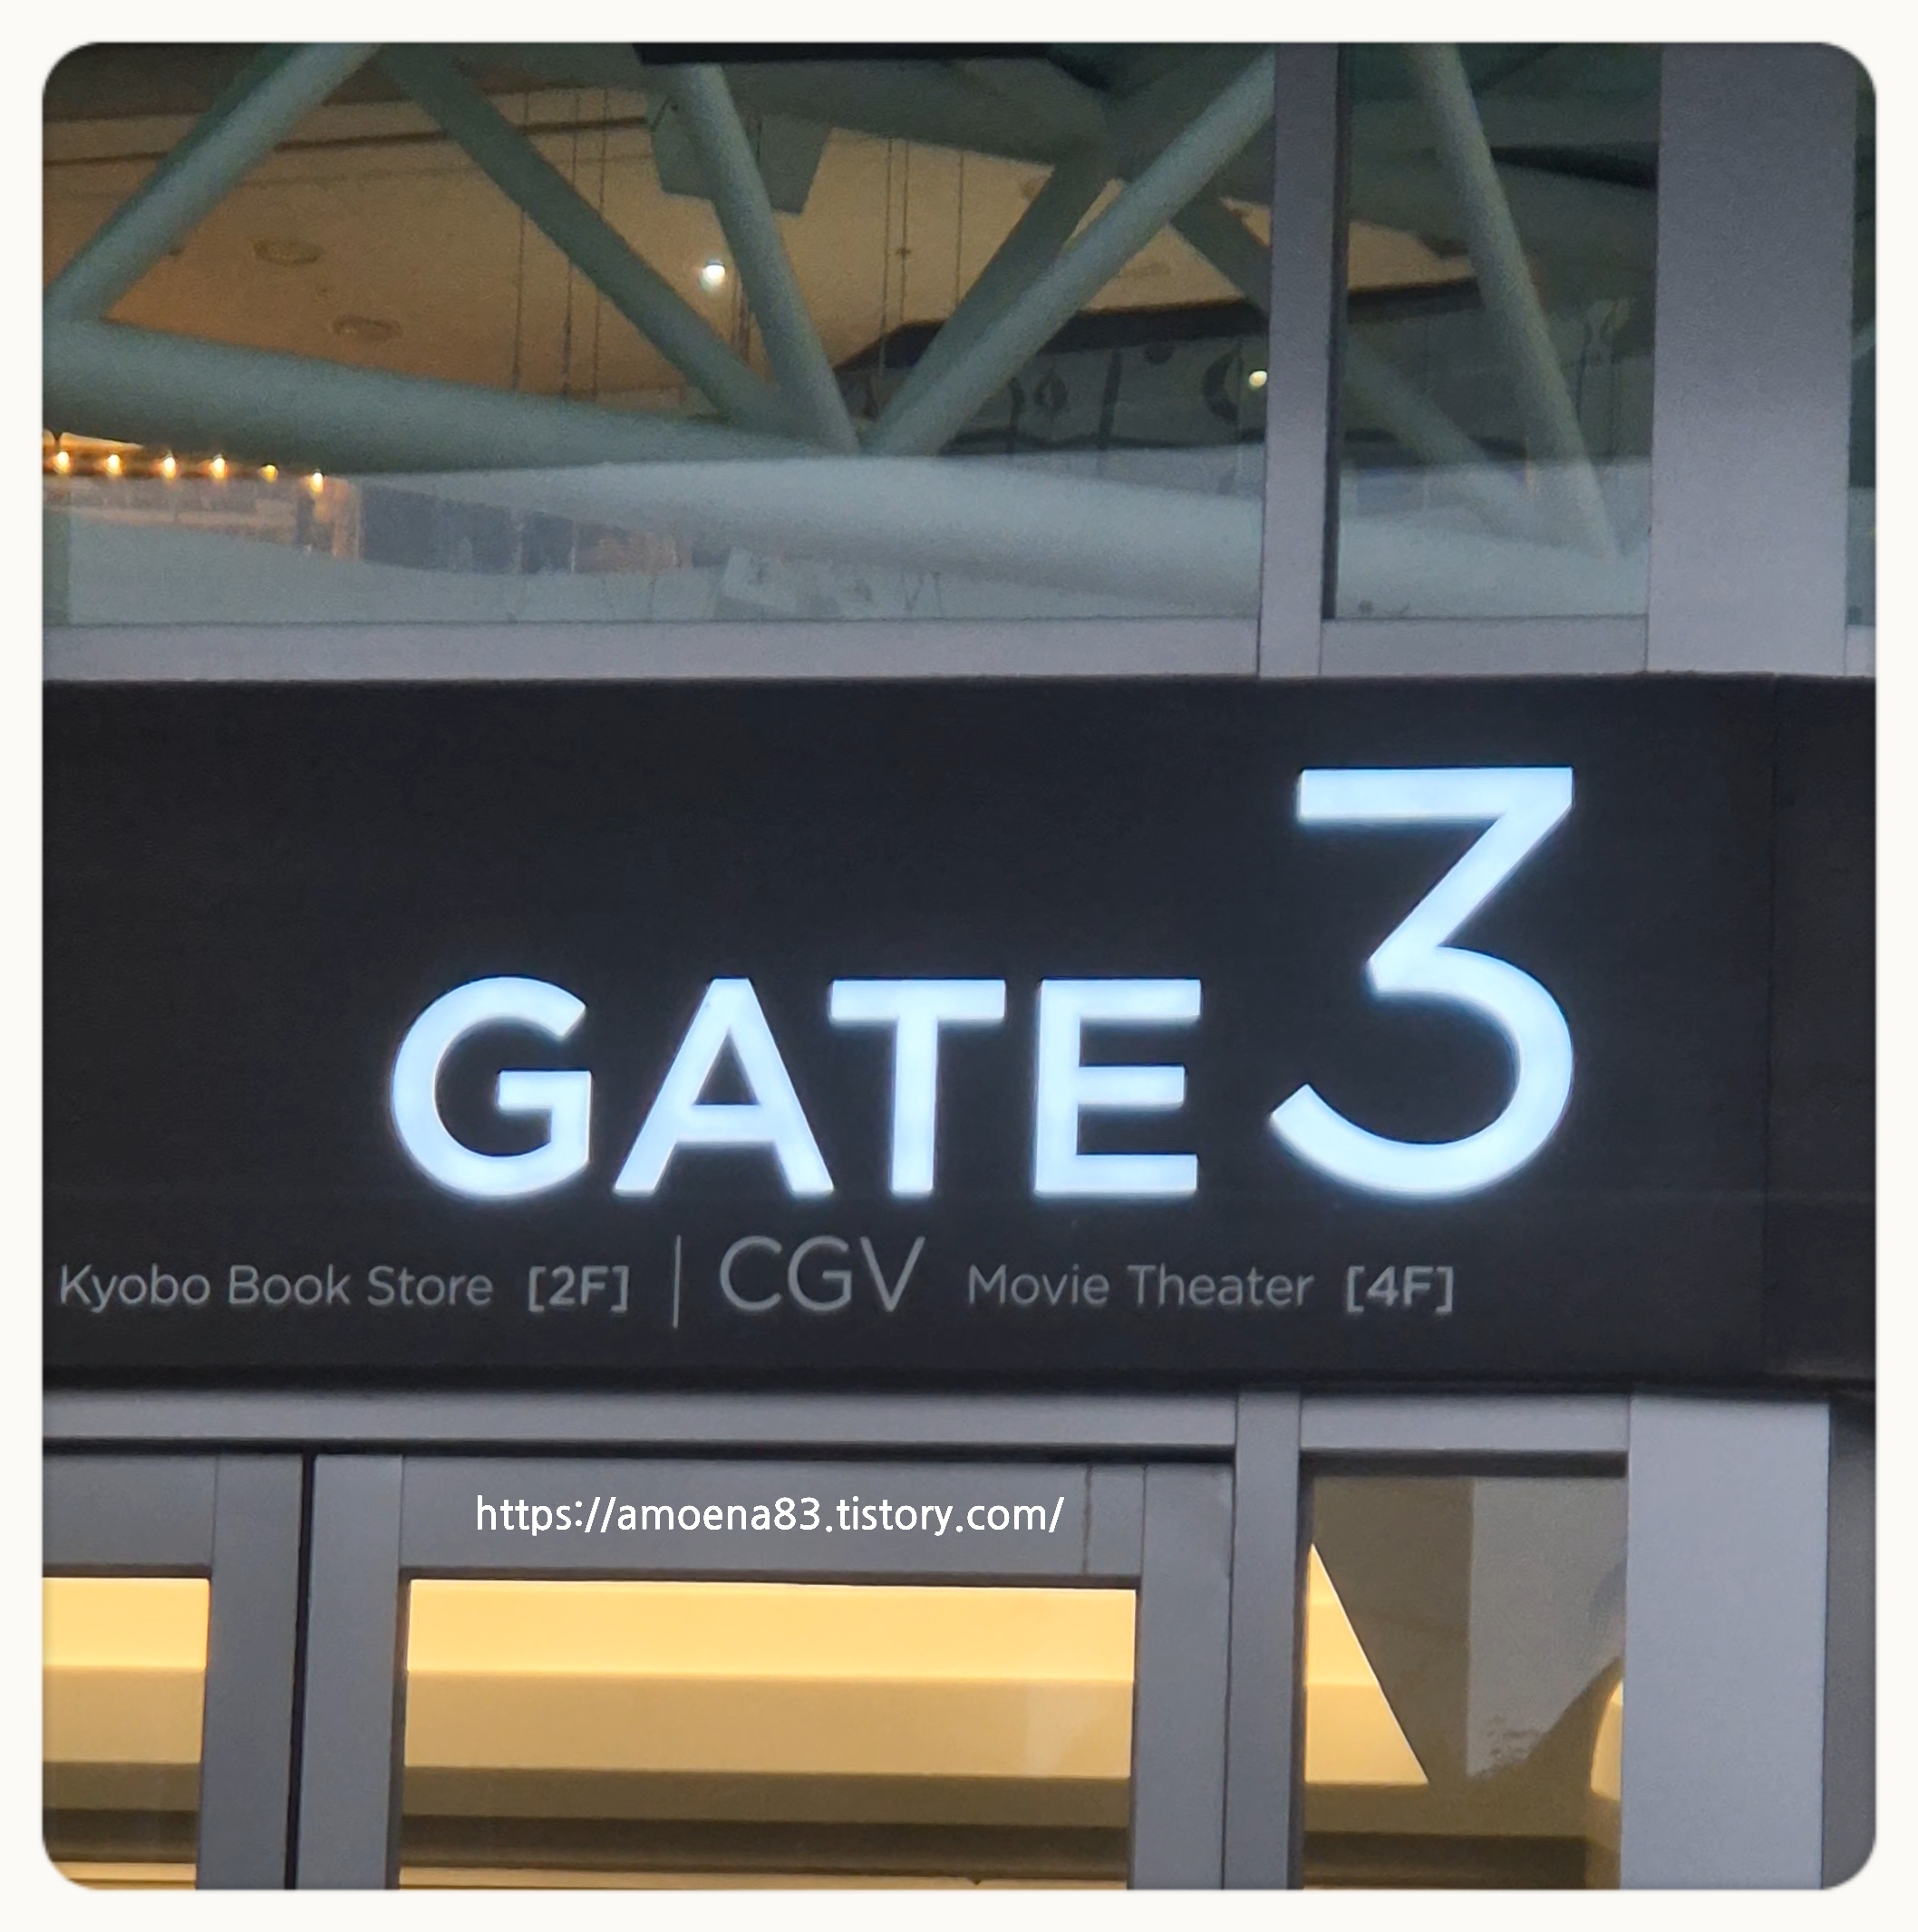 GATE 3
Kyobo Book Store [2F] | CGV Movie Theater [4F]
https://amoena83.tistory.com/